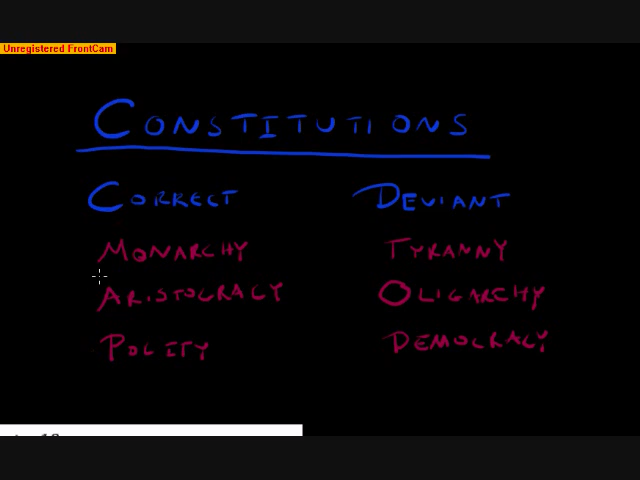 Unregistered FrontCam
CONSTITUTIONS
CORRECT DEVIANT
MONARCHY TYRANNY
ARISTOCRACY OLIGARCHY
POLITY DEMOCRACY